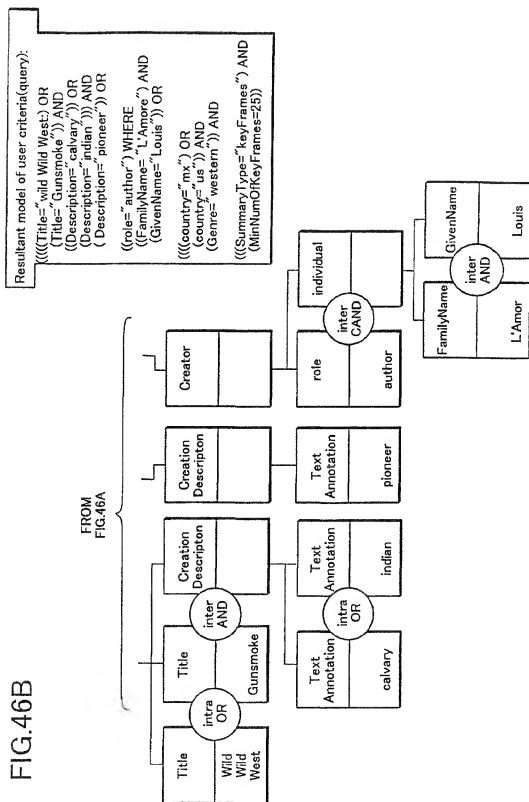 FIG.46B
FROM
FIG.46A
Resultant model of user criteria(query):
(((((Title="wild Wild West:) OR
(Title="Gunsmoke")) AND
(((Description="calvary")) OR
(Description="indian"))) AND
( Description="pioneer")) OR
((role="author") WHERE
((FamilyName= "L'Amore") AND
(GivenName="Louis")) OR
((((country="mx") OR
(country="us")) AND
((Genre="western")) AND
((((SummaryType="keyFrames") AND
(MinNumOfKeyFrames=25))
Title
Wild
Wild
West
intra
OR
Title
Gunsmoke
inter
AND
Creation
Descripton
Creation
Descripton
Creator
Text
Annotation
calvary
intra
OR
Text
Annotation
indian
Text
Annotation
pioneer
role
author
inter
CAND
individual
FamilyName
L'Amor
inter
AND
GivenName
Louis